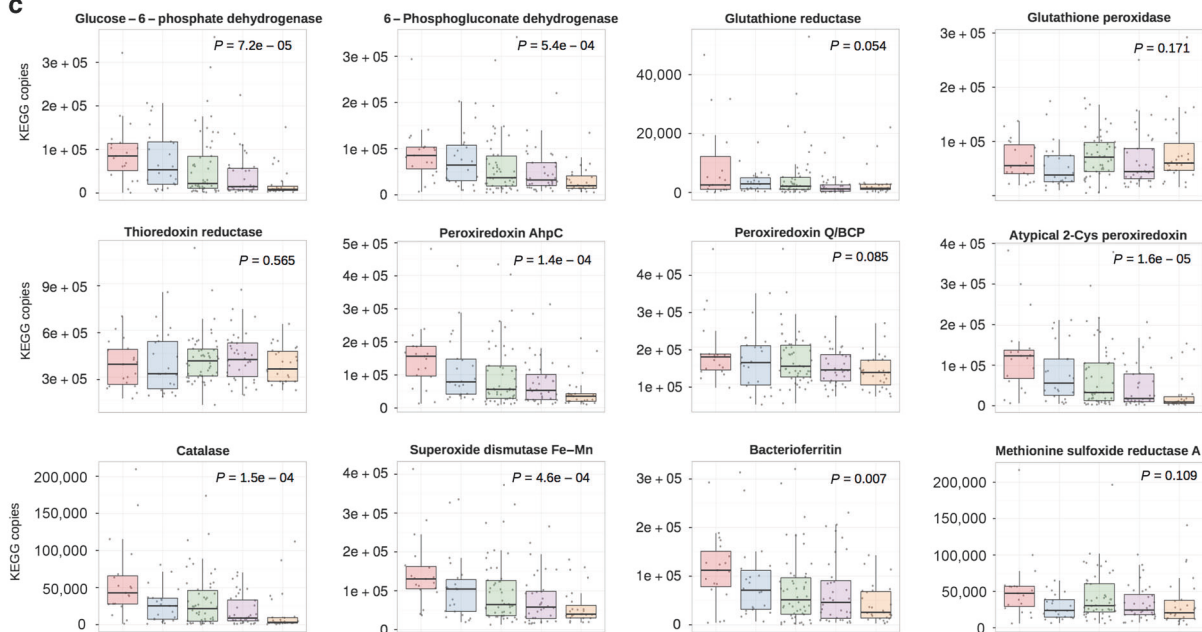 c
Glucose – 6 – phosphate dehydrogenase
P = 7.2e – 05
KEGG copies
3e + 05
2e + 05
1e + 05
0
6 – Phosphogluconate dehydrogenase
P = 5.4e – 04
3e + 05
2e + 05
1e + 05
0
Glutathione reductase
P = 0.054
40,000
20,000
0
Glutathione peroxidase
P = 0.171
3e + 05
2e + 05
1e + 05
Thioredoxin reductase
P = 0.565
KEGG copies
9e + 05
6e + 05
3e + 05
Peroxiredoxin AhpC
P = 1.4e – 04
5e + 05
4e + 05
3e + 05
2e + 05
1e + 05
0
Peroxiredoxin Q/BCP
P = 0.085
4e + 05
3e + 05
2e + 05
1e + 05
Atypical 2-Cys peroxiredoxin
P = 1.6e – 05
4e + 05
3e + 05
2e + 05
1e + 05
0
Catalase
P = 1.5e – 04
KEGG copies
200,000
150,000
100,000
50,000
0
Superoxide dismutase Fe–Mn
P = 4.6e – 04
4e + 05
3e + 05
2e + 05
1e + 05
0
Bacterioferritin
P = 0.007
3e + 05
2e + 05
1e + 05
0
Methionine sulfoxide reductase A
P = 0.109
200,000
150,000
100,000
50,000
0